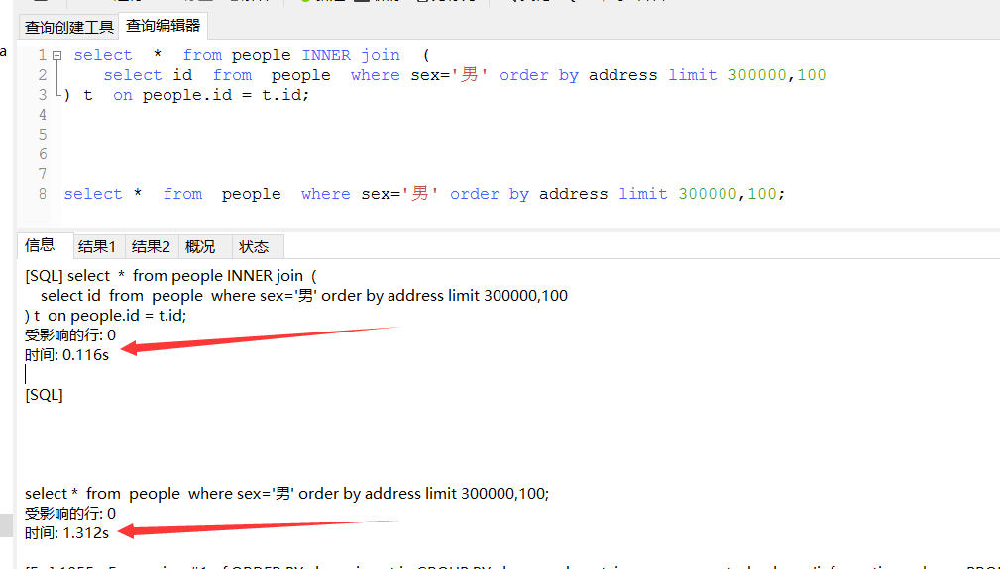 查询创建工具 查询编辑器
a
1 select * from people INNER join (
2 select id from people where sex='男' order by address limit 300000,100
3 ) t on people.id = t.id;
4
5
6
7
8 select * from people where sex='男' order by address limit 300000,100;
信息 结果1 结果2 概况 状态
[SQL] select * from people INNER join (
select id from people where sex='男' order by address limit 300000,100
) t on people.id = t.id;
受影响的行: 0
时间: 0.116s
[SQL]
select * from people where sex='男' order by address limit 300000,100;
受影响的行: 0
时间: 1.312s